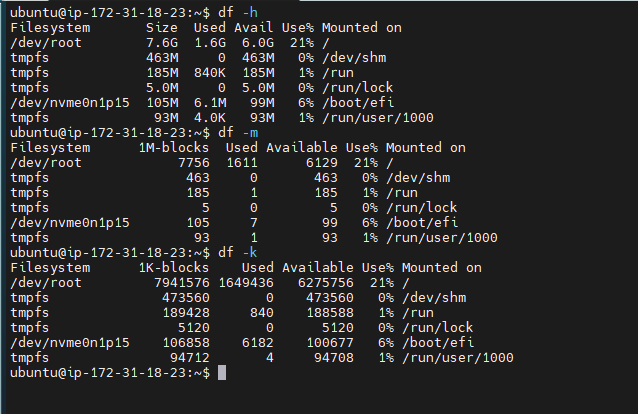 ubuntu@ip-172-31-18-23:~$ df -h
Filesystem Size Used Avail Use% Mounted on
/dev/root 7.6G 1.6G 6.0G 21% /
tmpfs 463M 0 463M 0% /dev/shm
tmpfs 185M 840K 185M 1% /run
tmpfs 5.0M 0 5.0M 0% /run/lock
/dev/nvme0n1p15 105M 6.1M 99M 6% /boot/efi
tmpfs 93M 4.0K 93M 1% /run/user/1000
ubuntu@ip-172-31-18-23:~$ df -m
Filesystem 1M-blocks Used Available Use% Mounted on
/dev/root 7756 1611 6129 21% /
tmpfs 463 0 463 0% /dev/shm
tmpfs 185 1 185 1% /run
tmpfs 5 0 5 0% /run/lock
/dev/nvme0n1p15 105 7 99 6% /boot/efi
tmpfs 93 1 93 1% /run/user/1000
ubuntu@ip-172-31-18-23:~$ df -k
Filesystem 1K-blocks Used Available Use% Mounted on
/dev/root 7941576 1649436 6275756 21% /
tmpfs 473560 0 473560 0% /dev/shm
tmpfs 189428 840 188588 1% /run
tmpfs 5120 0 5120 0% /run/lock
/dev/nvme0n1p15 106858 6182 100677 6% /boot/efi
tmpfs 94712 4 94708 1% /run/user/1000
ubuntu@ip-172-31-18-23:~$